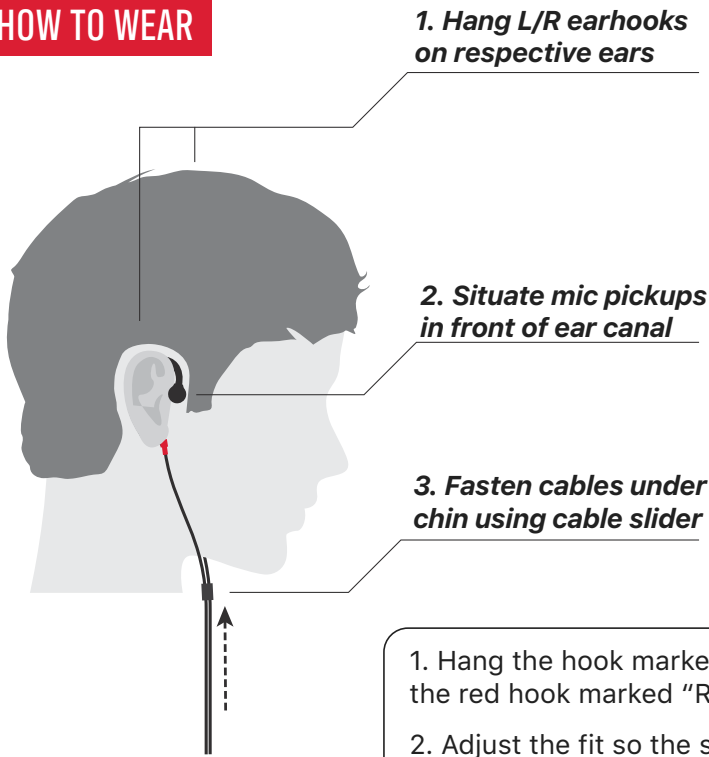 HOW TO WEAR
1. Hang L/R earhooks
on respective ears
2. Situate mic pickups
in front of ear canal
3. Fasten cables under
chin using cable slider
1. Hang the hook marke
the red hook marked “R
2. Adjust the fit so the s